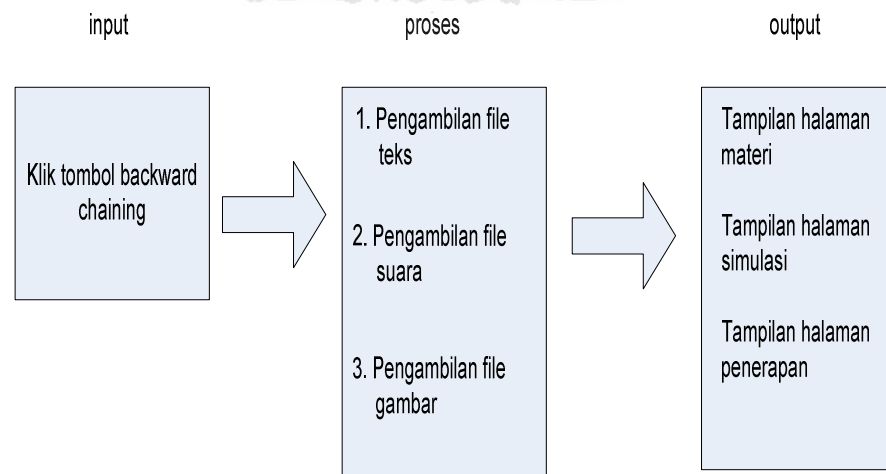 input
proses
output
Klik tombol backward
chaining
1. Pengambilan file
teks
2. Pengambilan file
suara
3. Pengambilan file
gambar
Tampilan halaman
materi
Tampilan halaman
simulasi
Tampilan halaman
penerapan